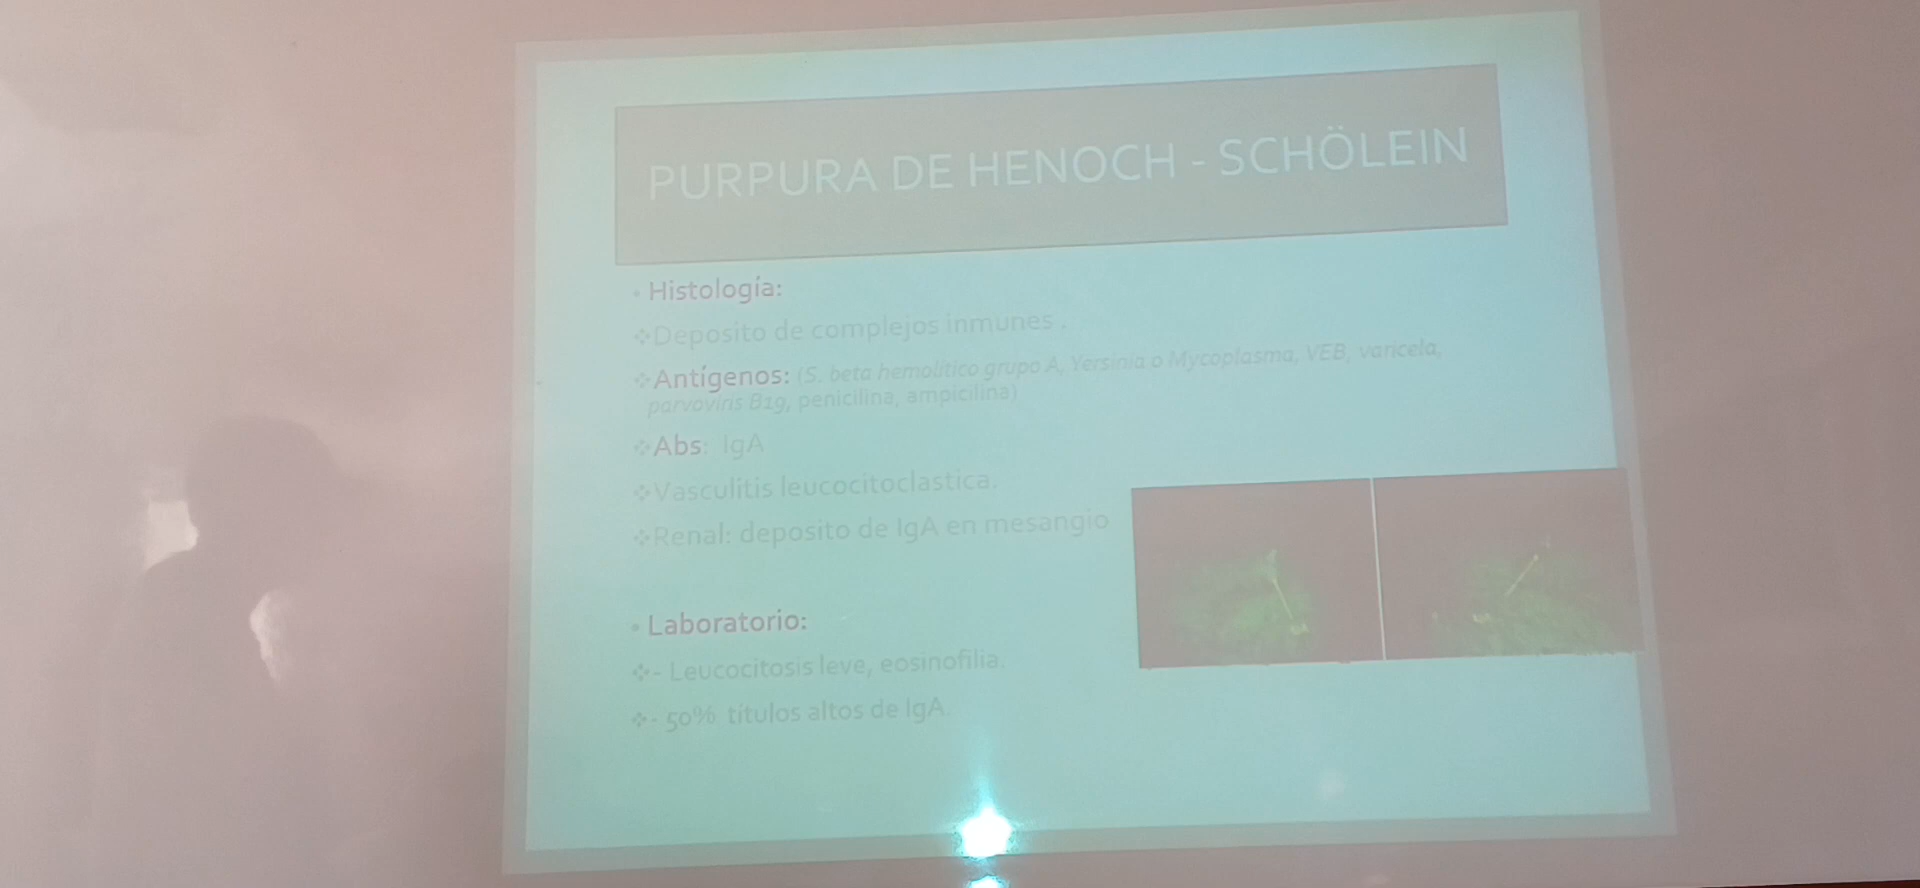 PURPURA DE HENOCH - SCHÖLEIN
• Histología:
❖Deposito de complejos inmunes .
❖Antígenos: (S. beta hemolítico grupo A, Yersinia o Mycoplasma, VEB, varicela,
parvoviris B19, penicilina, ampicilina)
❖Abs: IgA
❖Vasculitis leucocitoclastica.
❖Renal: deposito de IgA en mesangio
• Laboratorio:
❖- Leucocitosis leve, eosinofilia.
❖- 50% títulos altos de IgA.